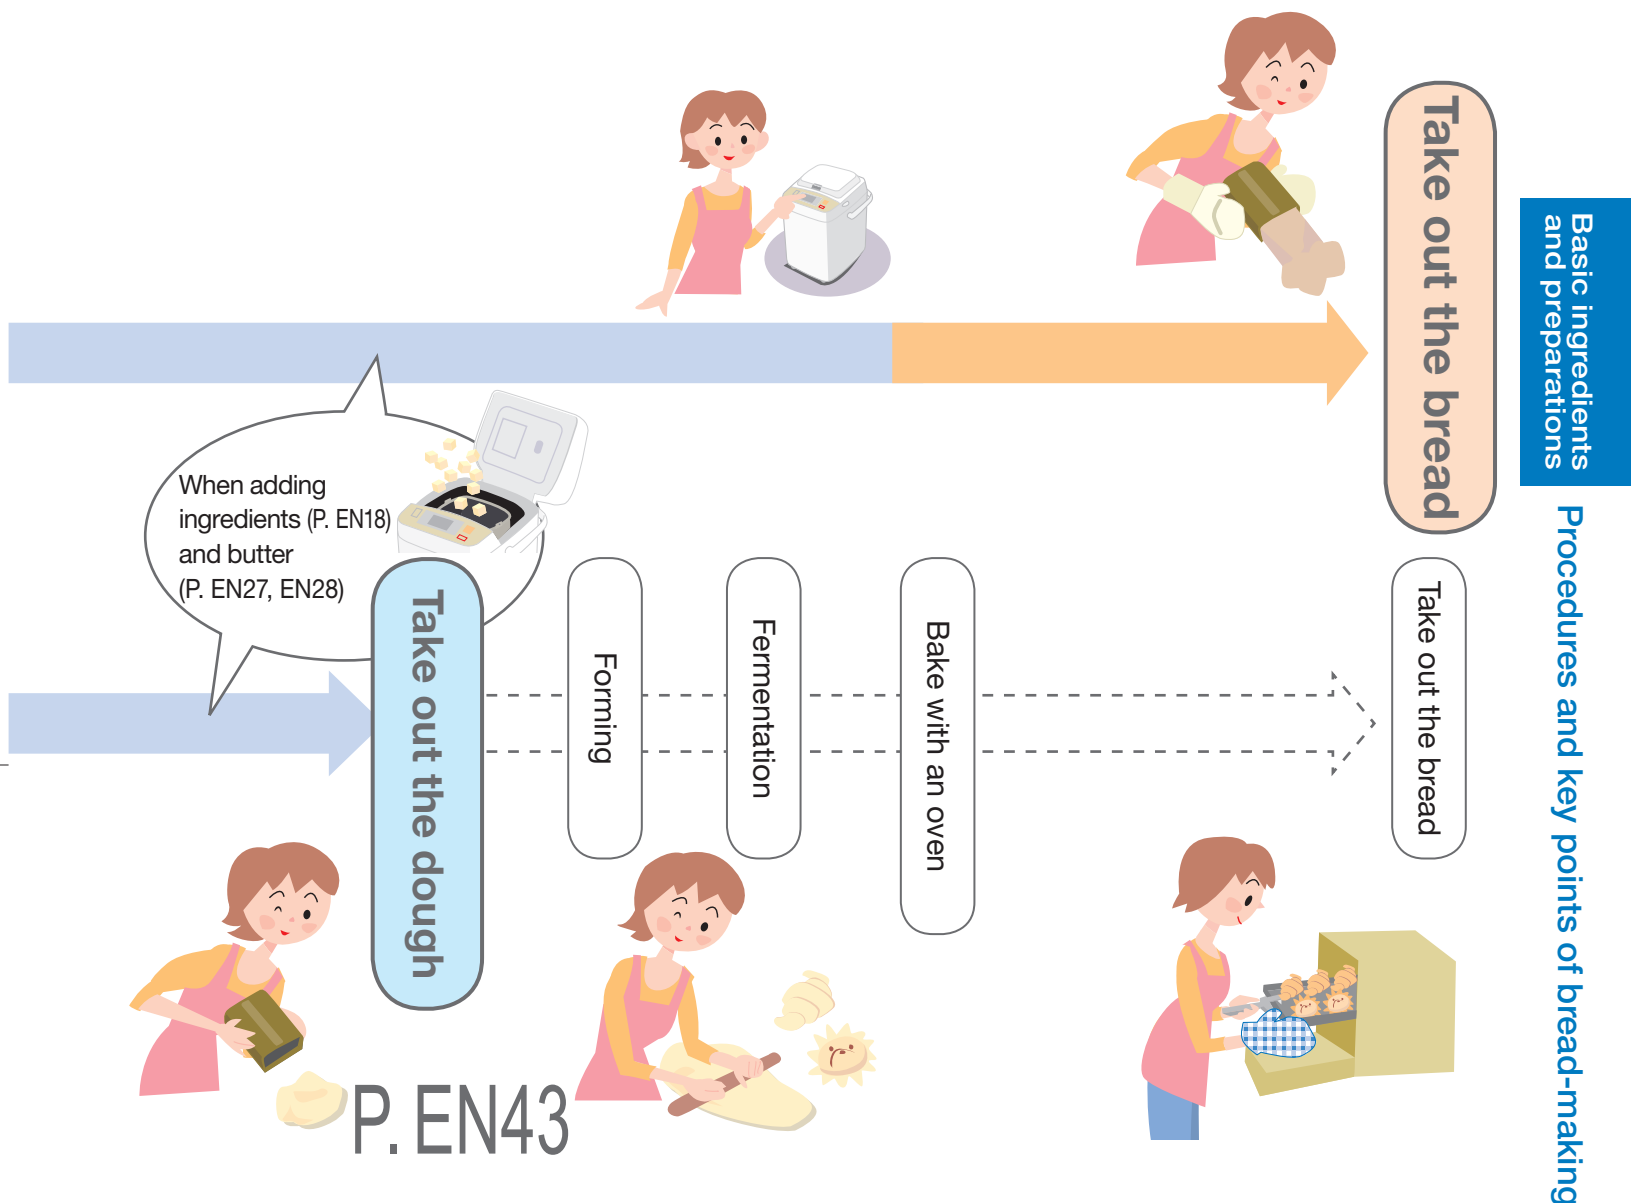 Take out the bread
When adding
ingredients (P. EN18)
and butter
(P. EN27, EN28)
Take out the dough
Forming
Fermentation
Bake with an oven
Take out the bread
P. EN43
Basic ingredients
and preparations
Procedures and key points of bread-making